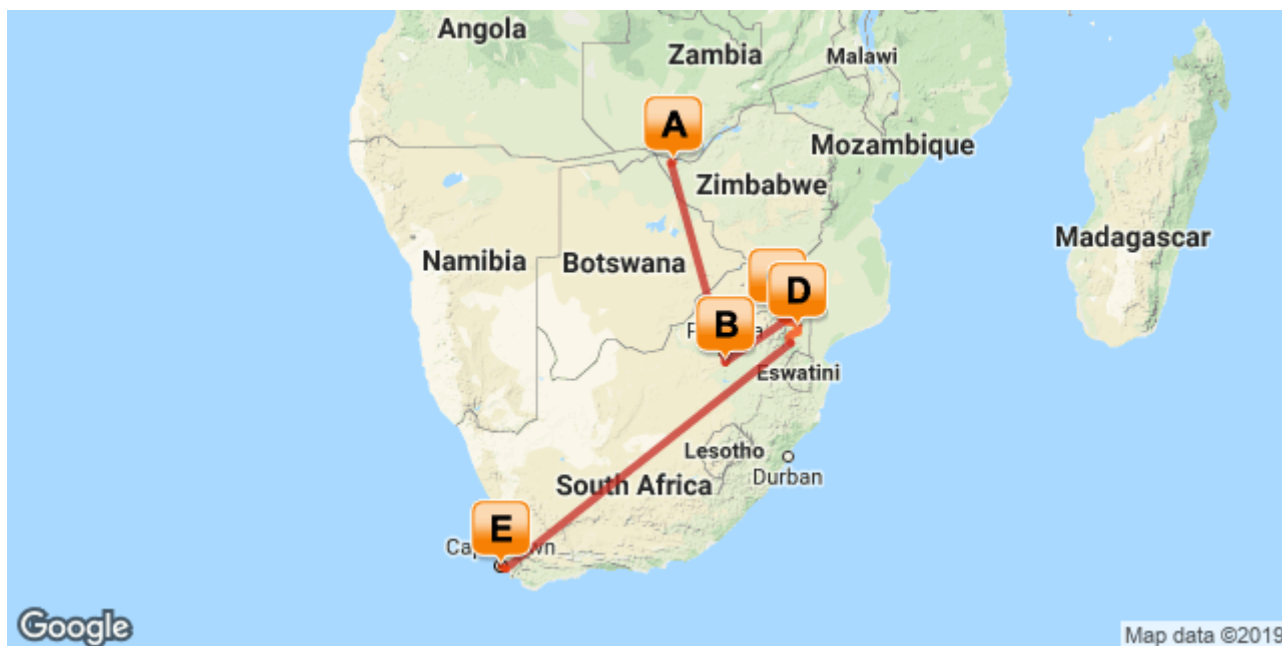 Angola
Zambia
Malawi
A
Mozambique
Zimbabwe
Madagascar
Namibia
Botswana
D
B
Eswatini
Lesotho
Durban
South Africa
E
Google
Map data ©2019